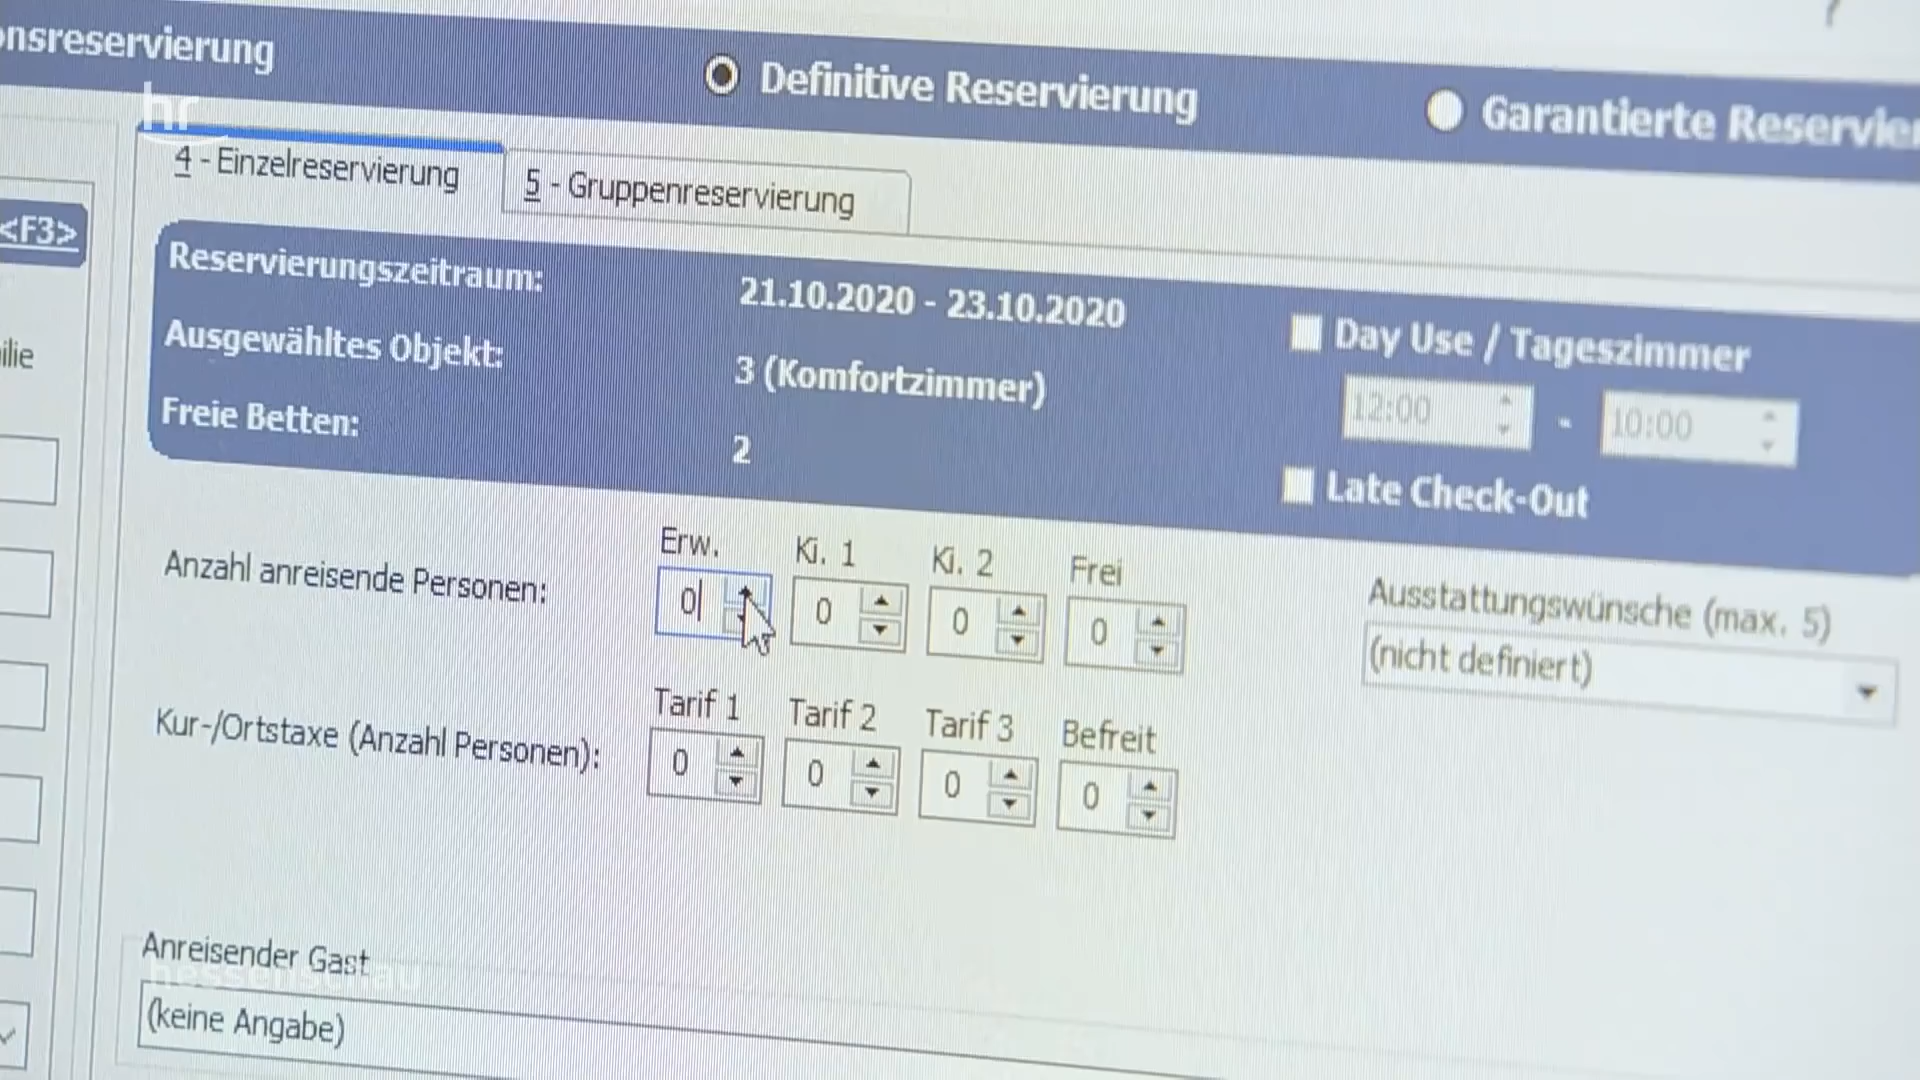 onsreservierung
Definitive Reservierung
Garantierte Reservier
hr
4 - Einzelreservierung
5 - Gruppenreservierung
<F3>
Reservierungszeitraum:
21.10.2020 - 23.10.2020
Day Use / Tageszimmer
ilie
Ausgewähltes Objekt:
3 (Komfortzimmer)
12:00 - 10:00
Freie Betten:
2
Late Check-Out
Erw. Ki. 1 Ki. 2 Frei
Anzahl anreisende Personen:
0 0 0 0
Ausstattungswünsche (max. 5)
(nicht definiert)
Tarif 1 Tarif 2 Tarif 3 Befreit
Kur-/Ortstaxe (Anzahl Personen):
0 0 0 0
Anreisender Gast
hessenschau
(keine Angabe)